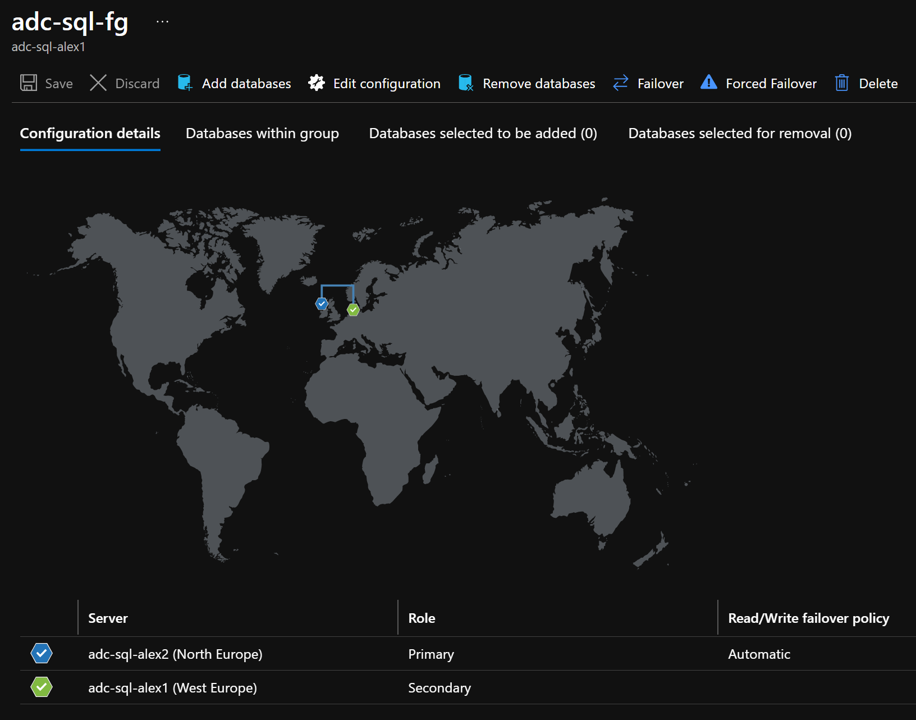 adc-sql-fg ...
adc-sql-alex1
Save Discard Add databases Edit configuration Remove databases Failover Forced Failover Delete
Configuration details Databases within group Databases selected to be added (0) Databases selected for removal (0)
Server Role Read/Write failover policy
adc-sql-alex2 (North Europe) Primary Automatic
adc-sql-alex1 (West Europe) Secondary